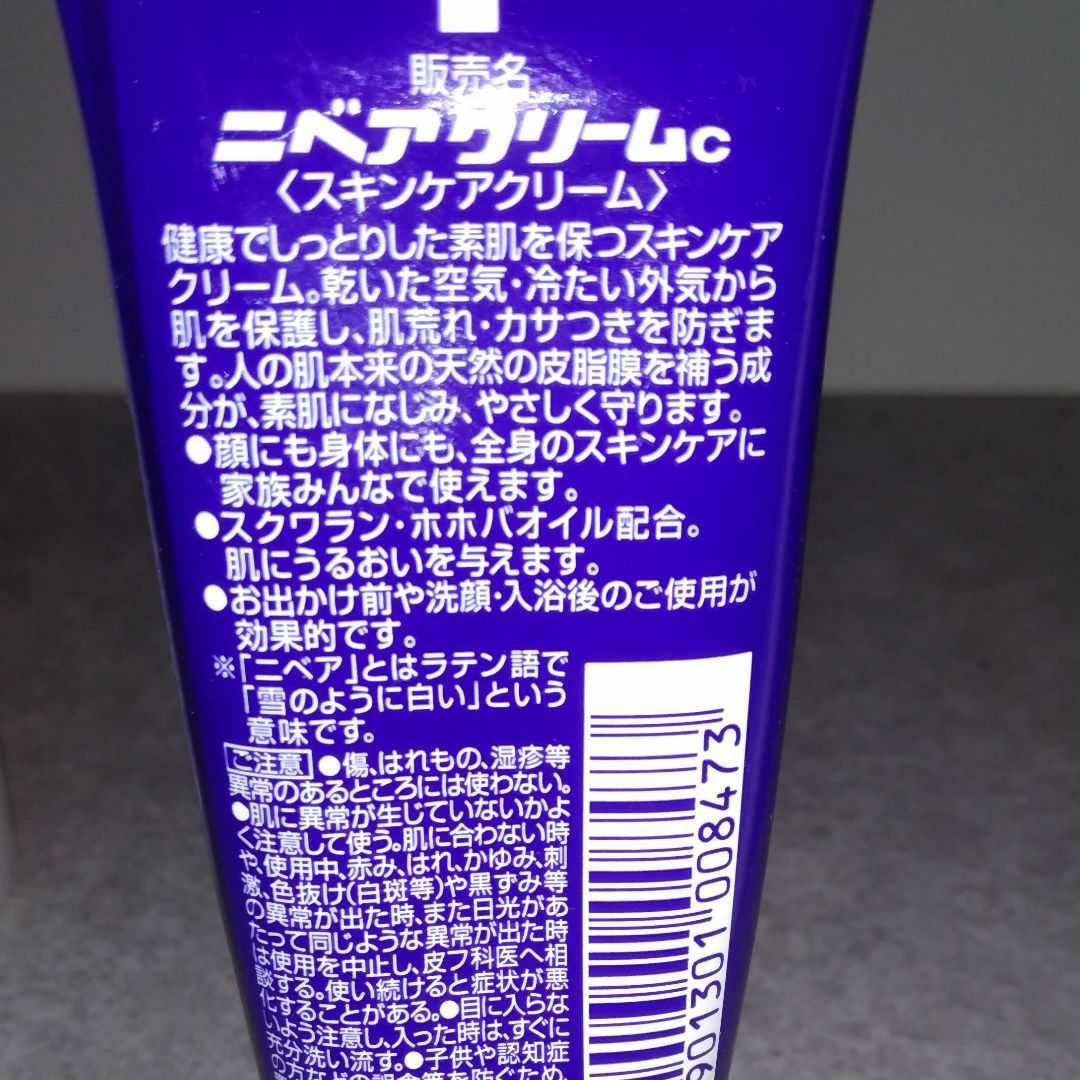 販売名
ニベアクリームC
〈スキンケアクリーム〉
健康でしっとりした素肌を保つスキンケア
クリーム。乾いた空気・冷たい外気から
肌を保護し、肌荒れ・カサつきを防ぎま
す。人の肌本来の天然の皮脂膜を補う成
分が、素肌になじみ、やさしく守ります。
●顔にも身体にも、全身のスキンケアに
家族みんなで使えます。
●スクワラン・ホホバオイル配合。
肌にうるおいを与えます。
●お出かけ前や洗顔・入浴後のご使用が
効果的です。
※「ニベア」とはラテン語で
「雪のように白い」という
意味です。
ご注意 ●傷、はれもの、湿疹等
異常のあるところには使わない。
●肌に異常が生じていないかよ
く注意して使う。肌に合わない時
や、使用中、赤み、はれ、かゆみ、刺
激、色抜け(白斑等)や黒ずみ等
の異常が出た時、また日光があ
たって同じような異常が出た時
は使用を中止し、皮フ科医へ相
談する。使い続けると症状が悪
化することがある。●目に入らな
いよう注意し、入った時は、すぐに
充分洗い流す。●子供や認知症
の方などの誤食等を防ぐため、
901301 008473